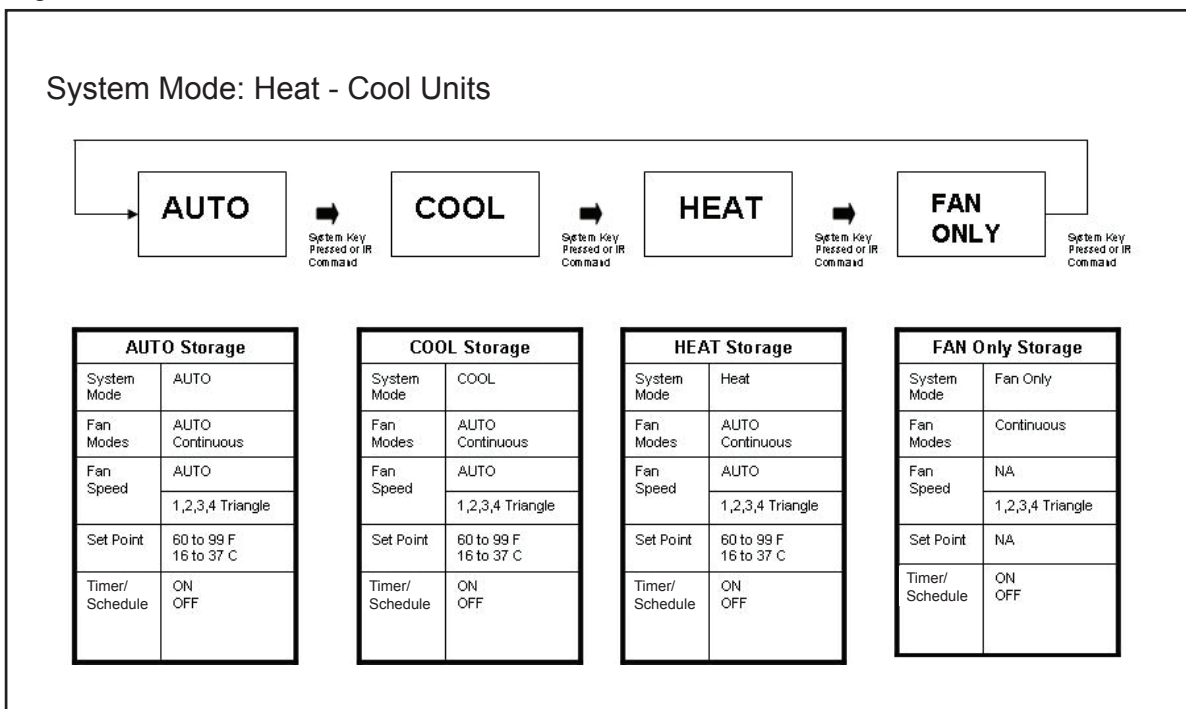 System Mode: Heat - Cool Units
AUTO
COOL
HEAT
FAN
ONLY
System Key
Pressed or IR
Command
System Key
Pressed or IR
Command
System Key
Pressed or IR
Command
System Key
Pressed or IR
Command
AUTO Storage
System
Mode
AUTO
Fan
Modes
AUTO
Continuous
Fan
Speed
AUTO
1,2,3,4 Triangle
Set Point
60 to 99 F
16 to 37 C
Timer/
Schedule
ON
OFF
COOL Storage
System
Mode
COOL
Fan
Modes
AUTO
Continuous
Fan
Speed
AUTO
1,2,3,4 Triangle
Set Point
60 to 99 F
16 to 37 C
Timer/
Schedule
ON
OFF
HEAT Storage
System
Mode
Heat
Fan
Modes
AUTO
Continuous
Fan
Speed
AUTO
1,2,3,4 Triangle
Set Point
60 to 99 F
16 to 37 C
Timer/
Schedule
ON
OFF
FAN Only Storage
System
Mode
Fan Only
Fan
Modes
Continuous
Fan
Speed
NA
1,2,3,4 Triangle
Set Point
NA
Timer/
Schedule
ON
OFF